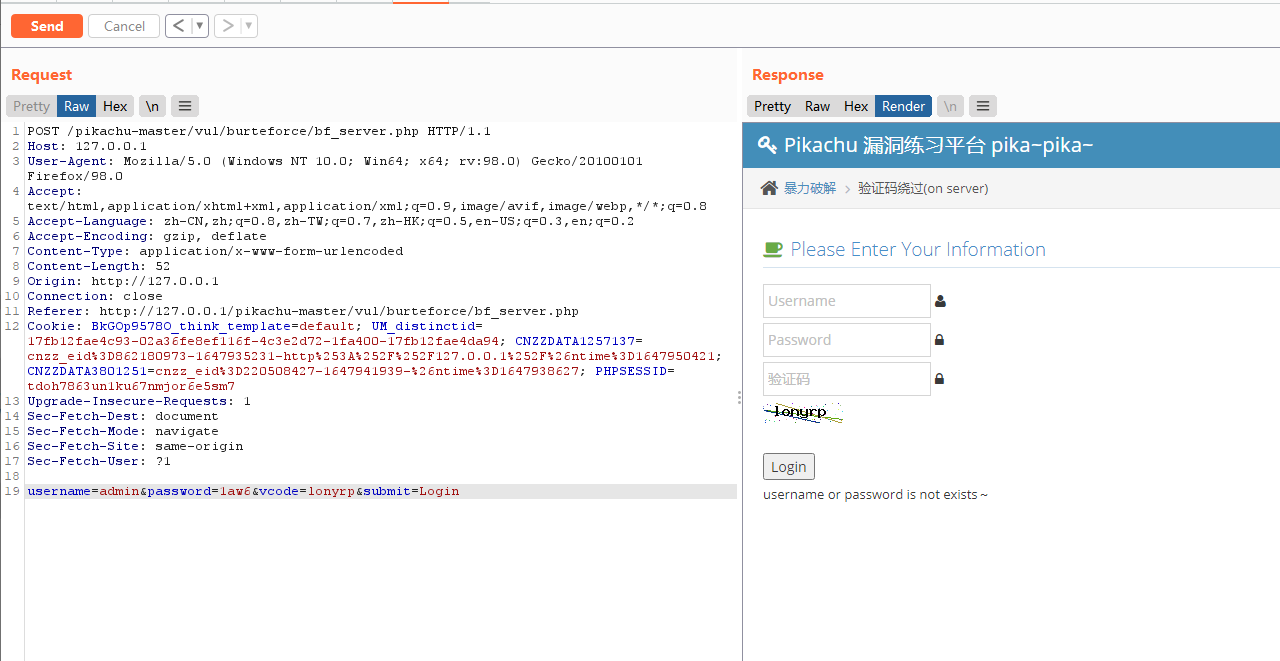 Send Cancel < ▼ > ▼
Request
Pretty Raw Hex \n ≡
1 POST /pikachu-master/vul/burteforce/bf_server.php HTTP/1.1
2 Host: 127.0.0.1
3 User-Agent: Mozilla/5.0 (Windows NT 10.0; Win64; x64; rv:98.0) Gecko/20100101
Firefox/98.0
4 Accept:
text/html,application/xhtml+xml,application/xml;q=0.9,image/avif,image/webp,*/*;q=0.8
5 Accept-Language: zh-CN,zh;q=0.8,zh-TW;q=0.7,zh-HK;q=0.5,en-US;q=0.3,en;q=0.2
6 Accept-Encoding: gzip, deflate
7 Content-Type: application/x-www-form-urlencoded
8 Content-Length: 52
9 Origin: http://127.0.0.1
10 Connection: close
11 Referer: http://127.0.0.1/pikachu-master/vul/burteforce/bf_server.php
12 Cookie: BkGOp9578O_think_template=default; UM_distinctid=
17fb12fae4c93-02a36fe8ef116f-4c3e2d72-1fa400-17fb12fae4da94; CNZZDATA1257137=
cnzz_eid%3D862180973-1647935231-http%253A%252F%252F127.0.0.1%252F%26ntime%3D1647950421;
CNZZDATA3801251=cnzz_eid%3D220508427-1647941939-%26ntime%3D1647938627; PHPSESSID=
tdoh7863un1ku67nmjor6e5sm7
13 Upgrade-Insecure-Requests: 1
14 Sec-Fetch-Dest: document
15 Sec-Fetch-Mode: navigate
16 Sec-Fetch-Site: same-origin
17 Sec-Fetch-User: ?1
18
19 username=admin&password=1aw6&vcode=lonyrp&submit=Login
Response
Pretty Raw Hex Render \n ≡
Pikachu 漏洞练习平台 pika~pika~
暴力破解 > 验证码绕过(on server)
Please Enter Your Information
Username
Password
验证码
lonyrp
Login
username or password is not exists～